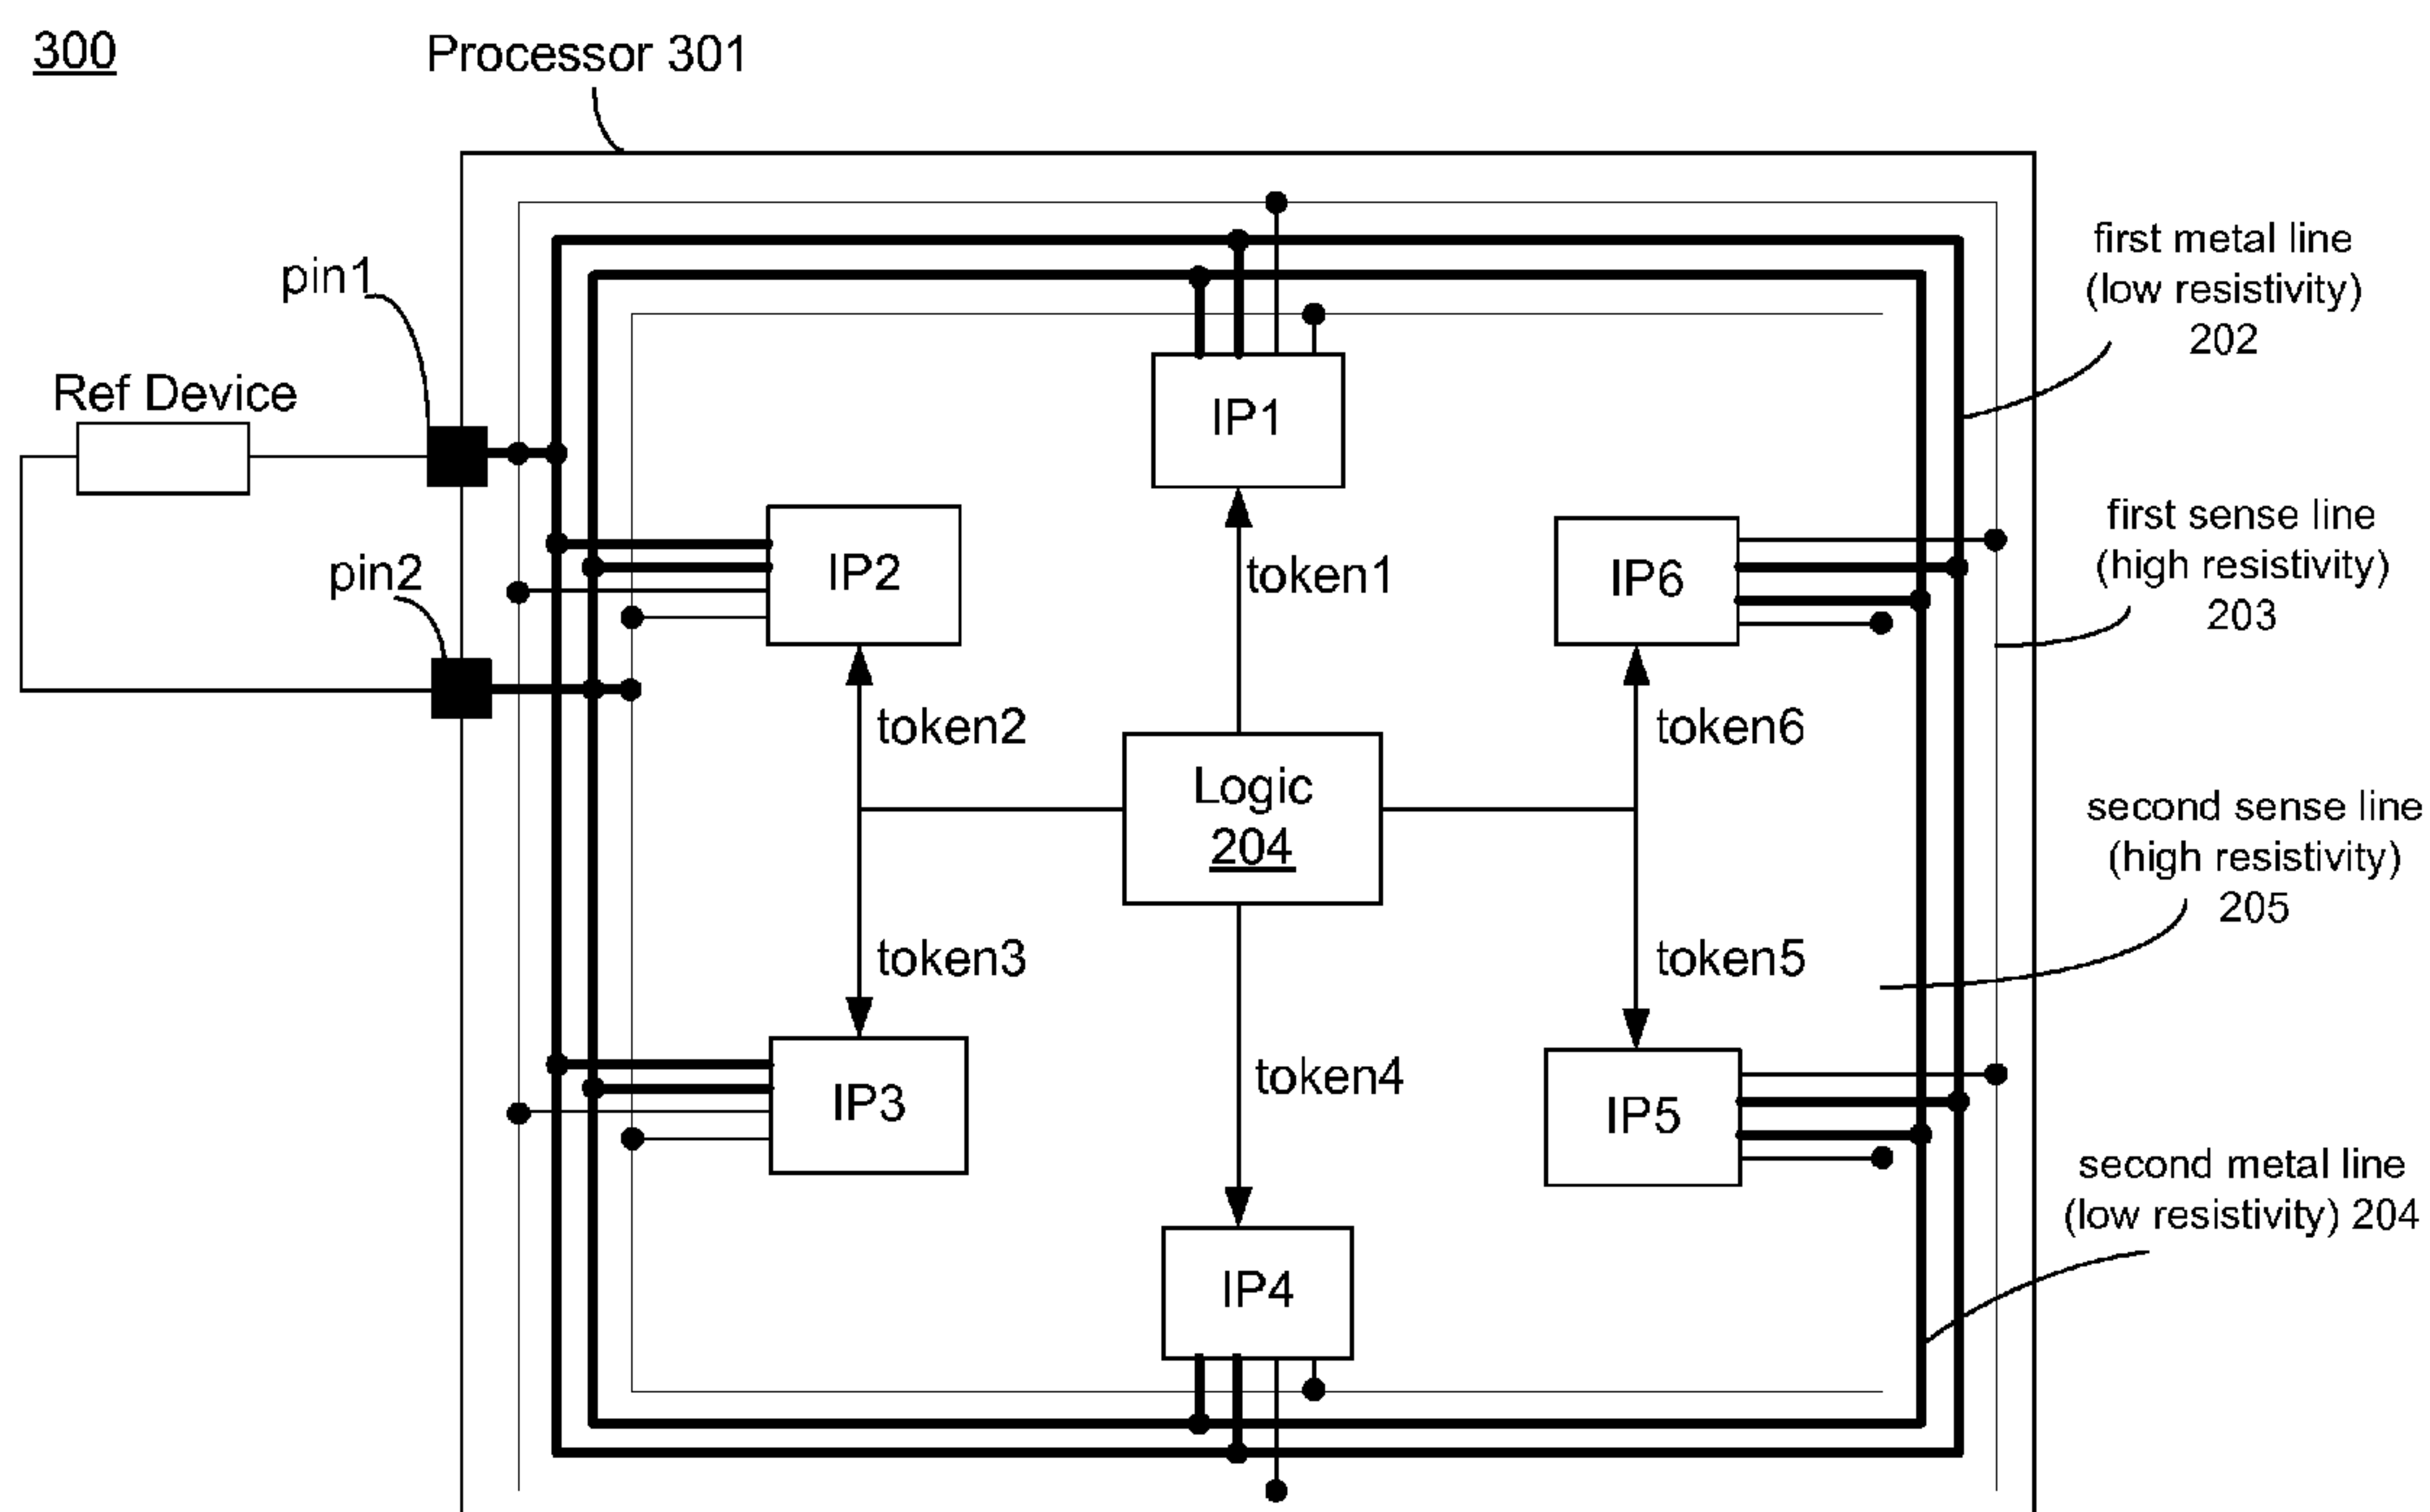 300
Processor 301
first metal line
(low resistivity)
202
pin1
Ref Device
IP1
first sense line
(high resistivity)
203
pin2
IP2
token1
IP6
token2
token6
Logic
204
second sense line
(high resistivity)
205
token3
token5
token4
IP3
IP5
second metal line
(low resistivity) 204
IP4